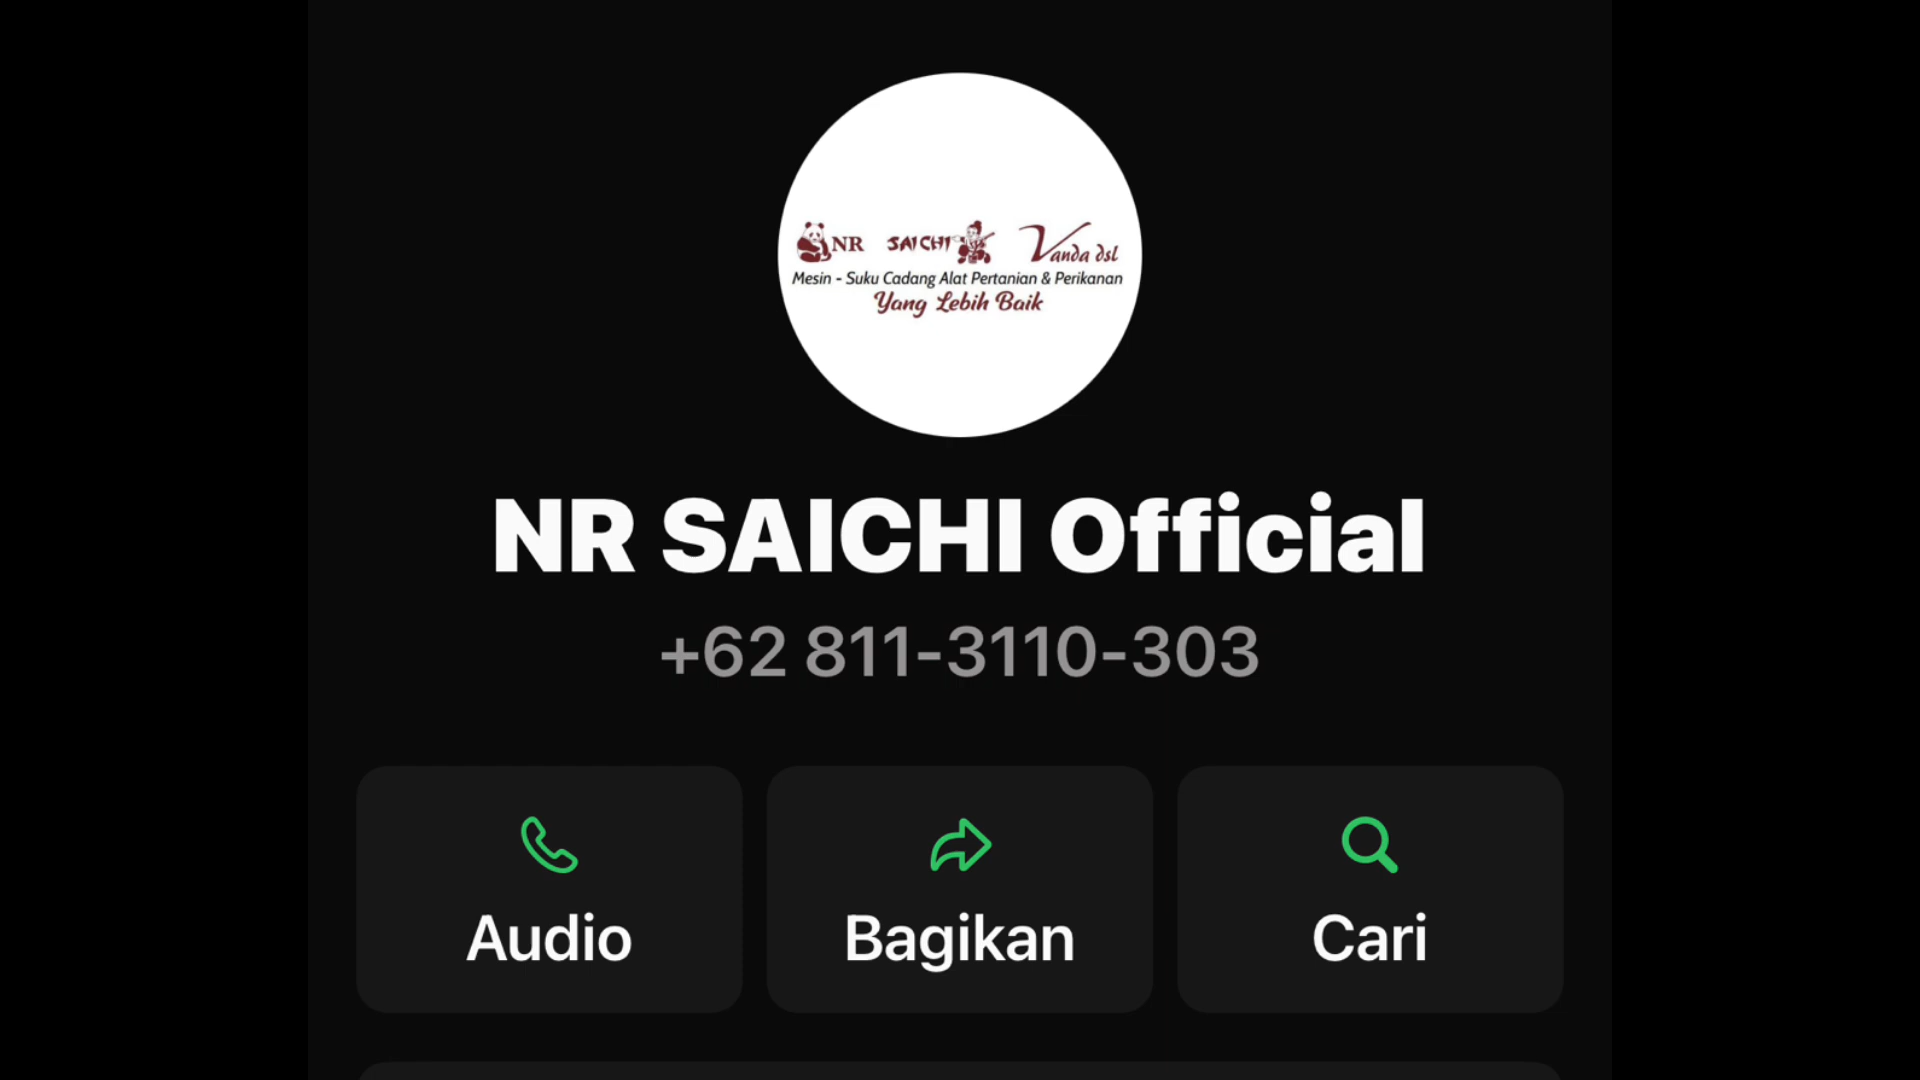 NR SAICHI Vanda dsl
Mesin - Suku Cadang Alat Pertanian & Perikanan
Yang Lebih Baik
NR SAICHI Official
+62 811-3110-303
Audio Bagikan Cari